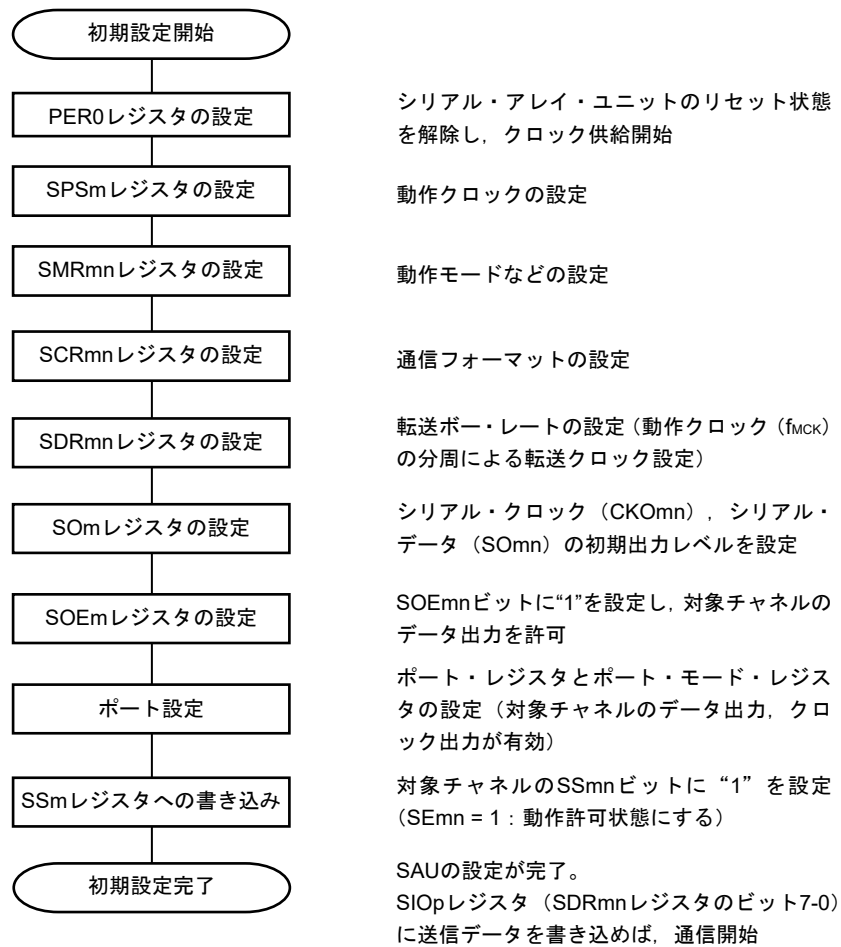 初期設定開始
PER0レジスタの設定
シリアル・アレイ・ユニットのリセット状態
を解除し，クロック供給開始
SPSmレジスタの設定
動作クロックの設定
SMRmnレジスタの設定
動作モードなどの設定
SCRmnレジスタの設定
通信フォーマットの設定
SDRmnレジスタの設定
転送ボー・レートの設定（動作クロック（fMCK）
の分周による転送クロック設定）
SOmレジスタの設定
シリアル・クロック（CKOmn），シリアル・
データ（SOmn）の初期出力レベルを設定
SOEmレジスタの設定
SOEmnビットに“1”を設定し，対象チャネルの
データ出力を許可
ポート設定
ポート・レジスタとポート・モード・レジス
タの設定（対象チャネルのデータ出力，クロ
ック出力が有効）
SSmレジスタへの書き込み
対象チャネルのSSmnビットに“1”を設定
（SEmn = 1：動作許可状態にする）
初期設定完了
SAUの設定が完了。
SIOpレジスタ（SDRmnレジスタのビット7-0）
に送信データを書き込めば，通信開始